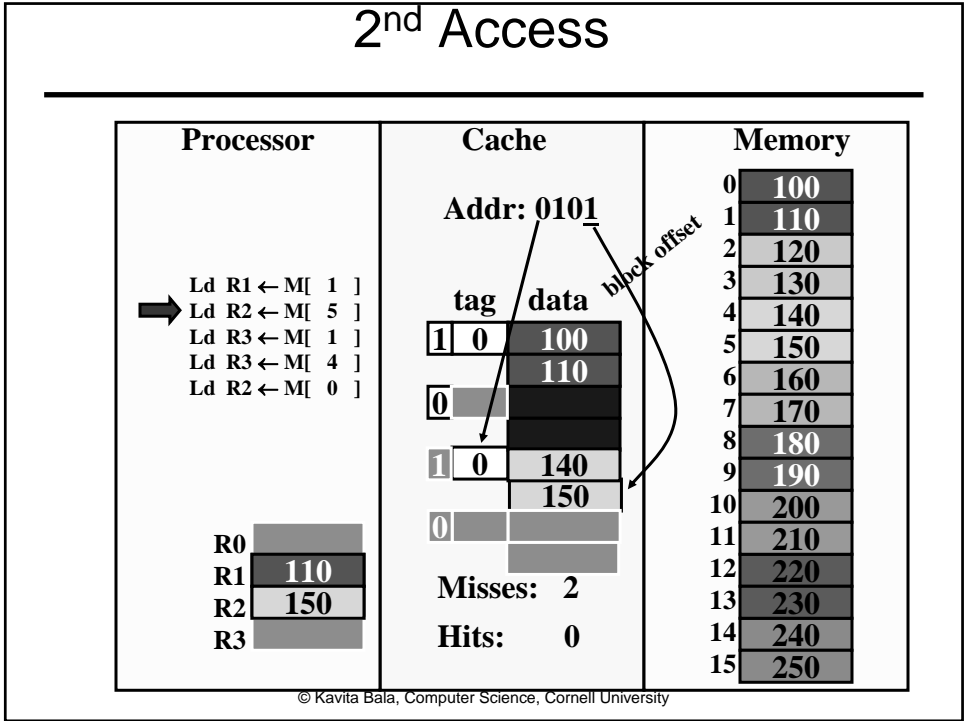 2nd Access
Processor
Cache
Memory
Addr: 0101
block offset
Ld R1 ← M[ 1 ]
Ld R2 ← M[ 5 ]
Ld R3 ← M[ 1 ]
Ld R3 ← M[ 4 ]
Ld R2 ← M[ 0 ]
R0
R1 110
R2 150
R3
tag data
1 0 100
110
0
1 0 140
150
0
Misses: 2
Hits: 0
0 100
1 110
2 120
3 130
4 140
5 150
6 160
7 170
8 180
9 190
10 200
11 210
12 220
13 230
14 240
15 250
© Kavita Bala, Computer Science, Cornell University